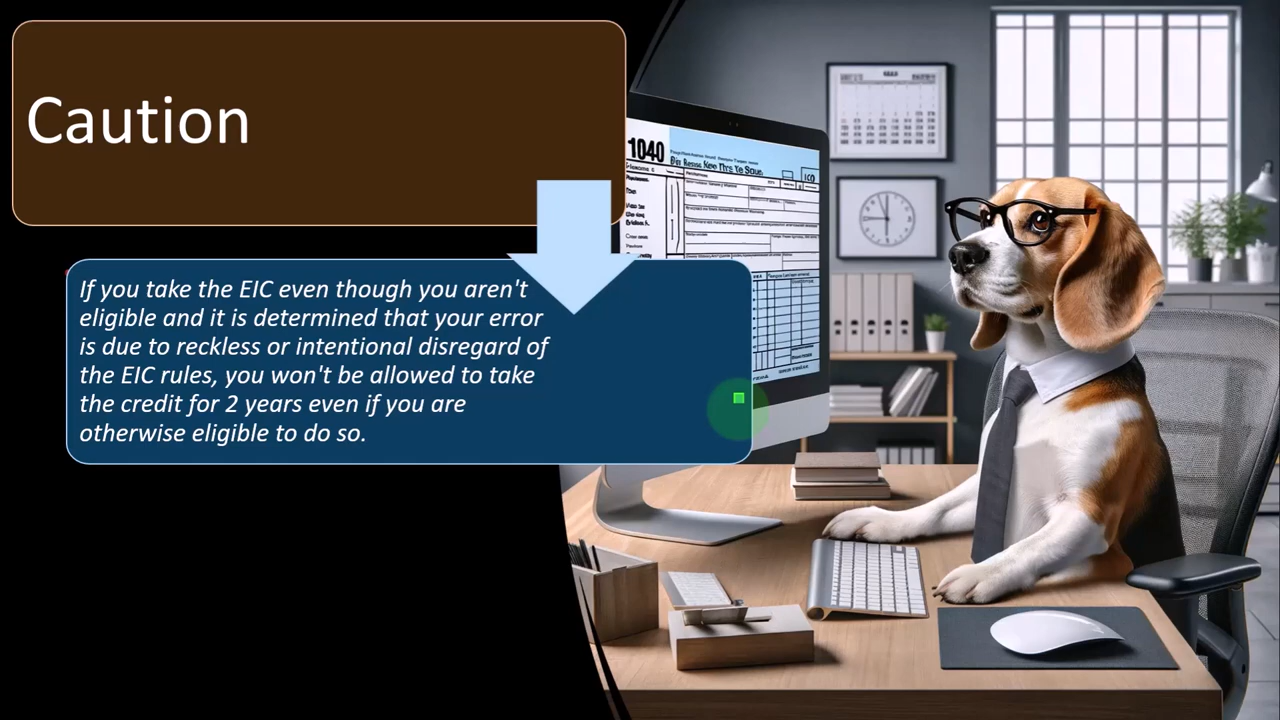 Caution
If you take the EIC even though you aren't
eligible and it is determined that your error
is due to reckless or intentional disregard of
the EIC rules, you won't be allowed to take
the credit for 2 years even if you are
otherwise eligible to do so.
1040